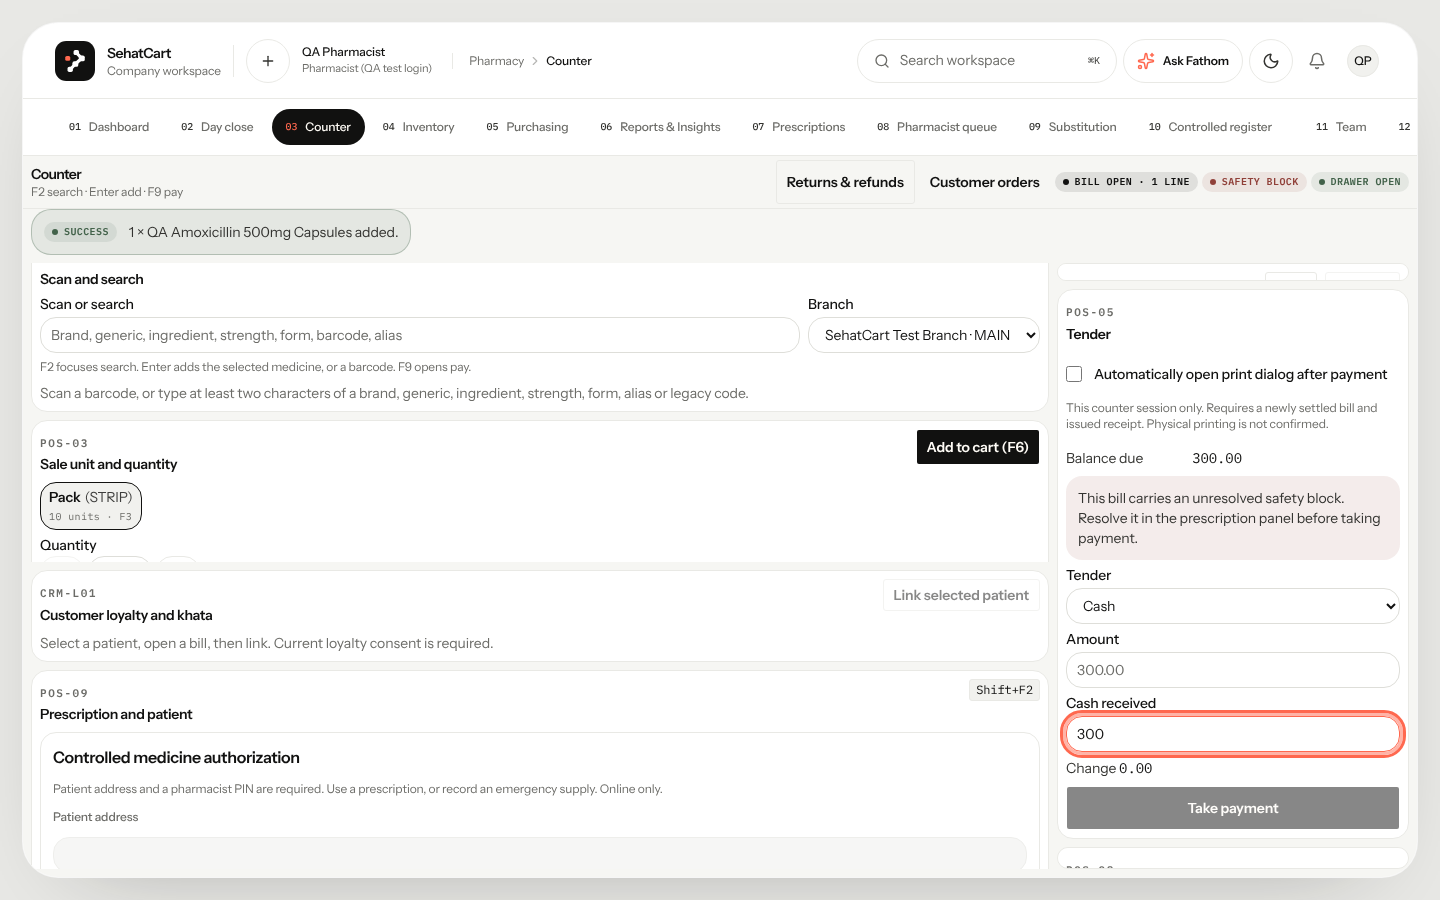 SehatCart
Company workspace
QA Pharmacist
Pharmacist (QA test login)
Pharmacy > Counter
Search workspace
⌘K
Ask Fathom
QP
01 Dashboard
02 Day close
03 Counter
04 Inventory
05 Purchasing
06 Reports & Insights
07 Prescriptions
08 Pharmacist queue
09 Substitution
10 Controlled register
11 Team
12
Counter
F2 search · Enter add · F9 pay
Returns & refunds
Customer orders
BILL OPEN · 1 LINE
SAFETY BLOCK
DRAWER OPEN
SUCCESS
1 × QA Amoxicillin 500mg Capsules added.
Scan and search
Scan or search
Branch
Brand, generic, ingredient, strength, form, barcode, alias
SehatCart Test Branch · MAIN
F2 focuses search. Enter adds the selected medicine, or a barcode. F9 opens pay.
Scan a barcode, or type at least two characters of a brand, generic, ingredient, strength, form, alias or legacy code.
POS-03
Sale unit and quantity
Add to cart (F6)
Pack (STRIP)
10 units · F3
Quantity
CRM-L01
Customer loyalty and khata
Link selected patient
Select a patient, open a bill, then link. Current loyalty consent is required.
POS-09
Prescription and patient
Shift+F2
Controlled medicine authorization
Patient address and a pharmacist PIN are required. Use a prescription, or record an emergency supply. Online only.
Patient address
POS-05
Tender
Automatically open print dialog after payment
This counter session only. Requires a newly settled bill and
issued receipt. Physical printing is not confirmed.
Balance due 300.00
This bill carries an unresolved safety block.
Resolve it in the prescription panel before taking
payment.
Tender
Cash
Amount
300.00
Cash received
300
Change 0.00
Take payment